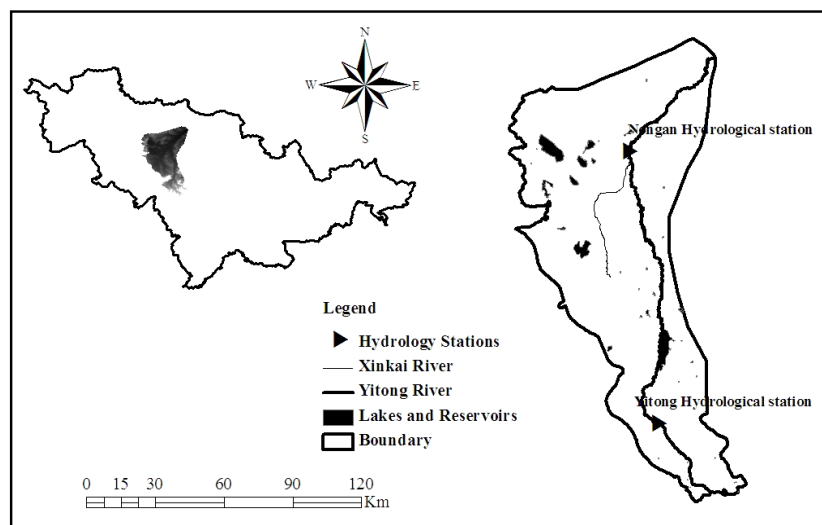 N
W E
S
Nongan Hydrological station
Legend
Hydrology Stations
Xinkai River
Yitong River
Lakes and Reservoirs
Boundary
Yitong Hydrological station
0 15 30 60 90 120
Km